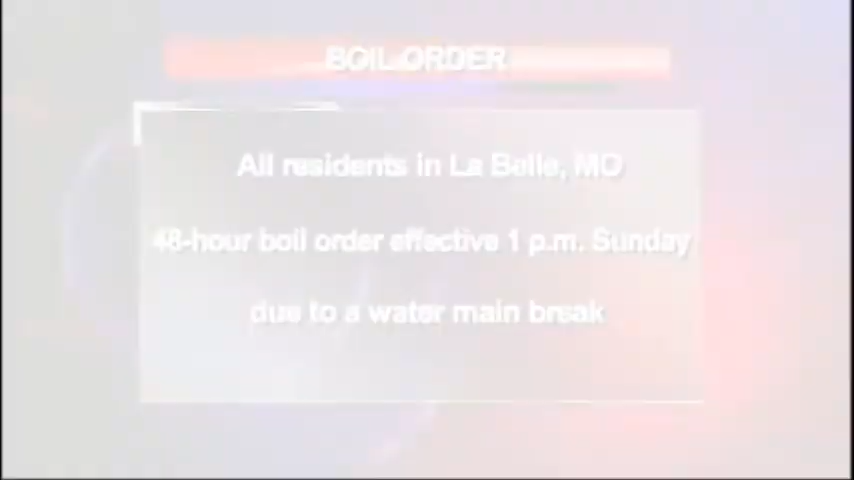 BOIL ORDER
All residents in La Belle, MO
48-hour boil order effective 1 p.m. Sunday
due to a water main break